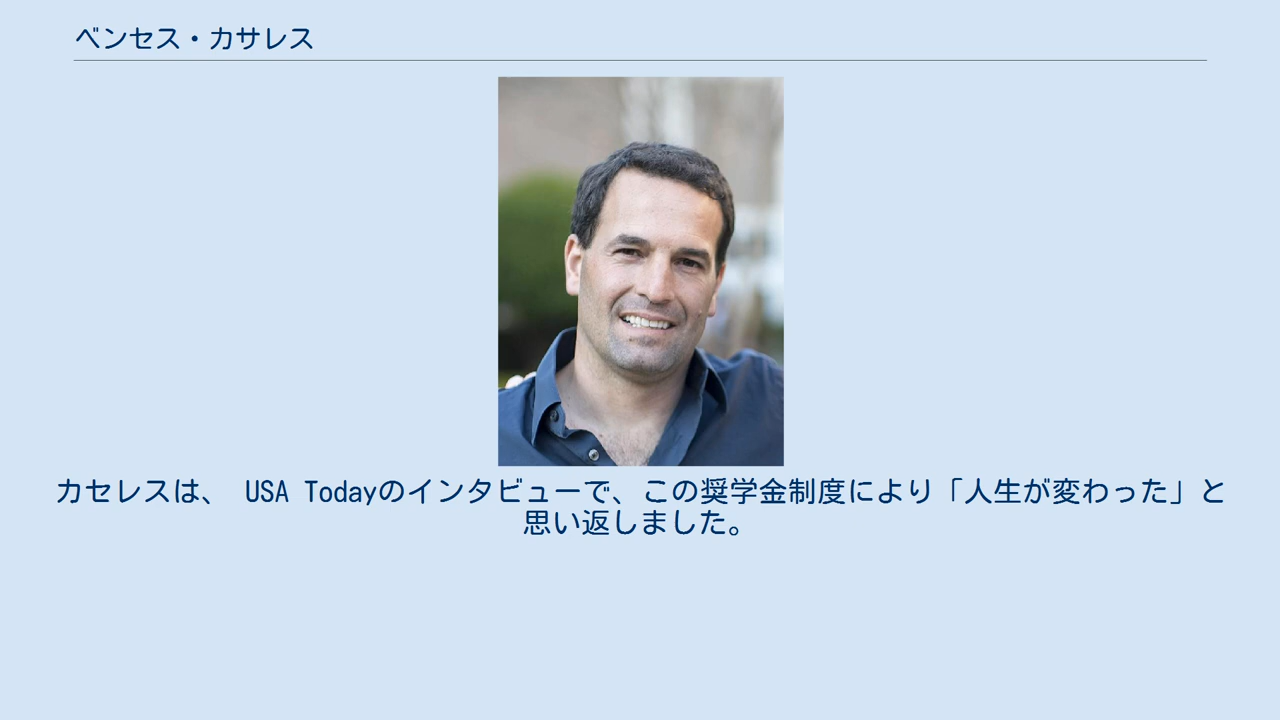 ベンセス・カサレス
カセレスは、 USA Todayのインタビューで、この奨学金制度により「人生が変わった」と
思い返しました。